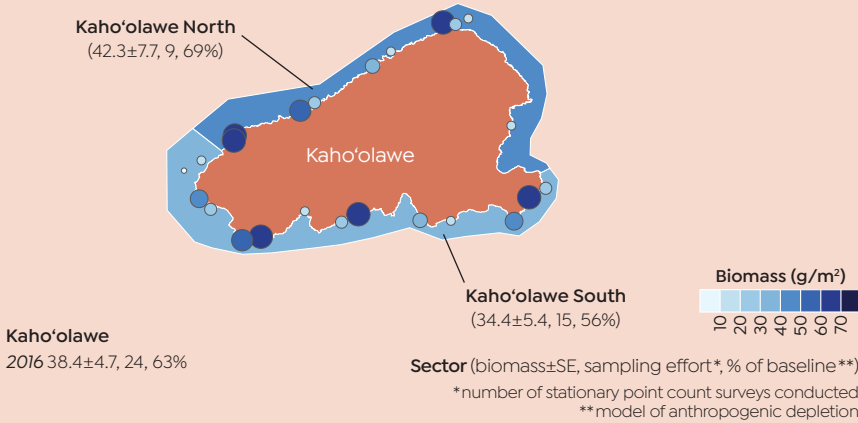 Kahoʻolawe North
(42.3±7.7, 9, 69%)
Kahoʻolawe
Kahoʻolawe South
(34.4±5.4, 15, 56%)
Biomass (g/m²)
10 20 30 40 50 60 70
Kahoʻolawe
2016 38.4±4.7, 24, 63%
Sector (biomass±SE, sampling effort*, % of baseline**)
*number of stationary point count surveys conducted
**model of anthropogenic depletion